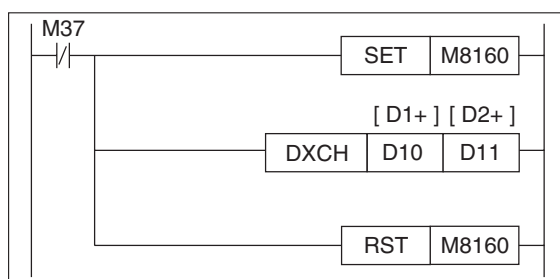 M37
SET M8160
[ D1+ ] [ D2+ ]
DXCH D10 D11
RST M8160